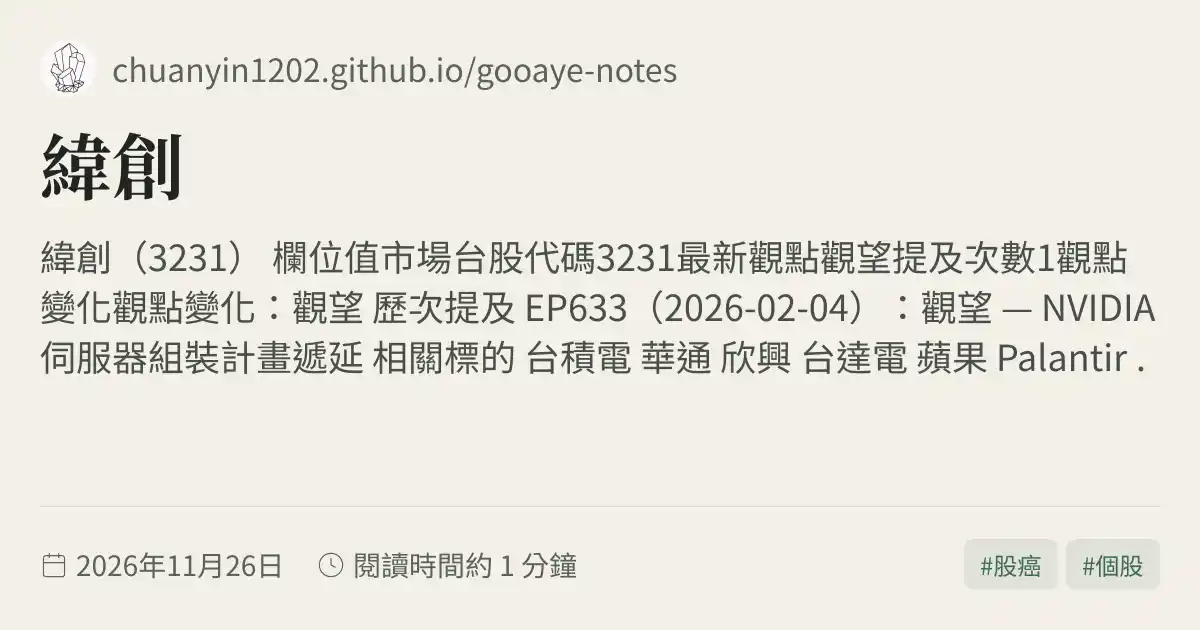 chuanyin1202.github.io/gooaye-notes
緯創
緯創（3231） 欄位值市場台股代碼3231最新觀點觀望提及次數1觀點
變化觀點變化：觀望 歷次提及 EP633（2026-02-04）：觀望 — NVIDIA
伺服器組裝計畫遞延 相關標的 台積電 華通 欣興 台達電 蘋果 Palantir .
2026年11月26日 閱讀時間約 1 分鐘 #股癌 #個股